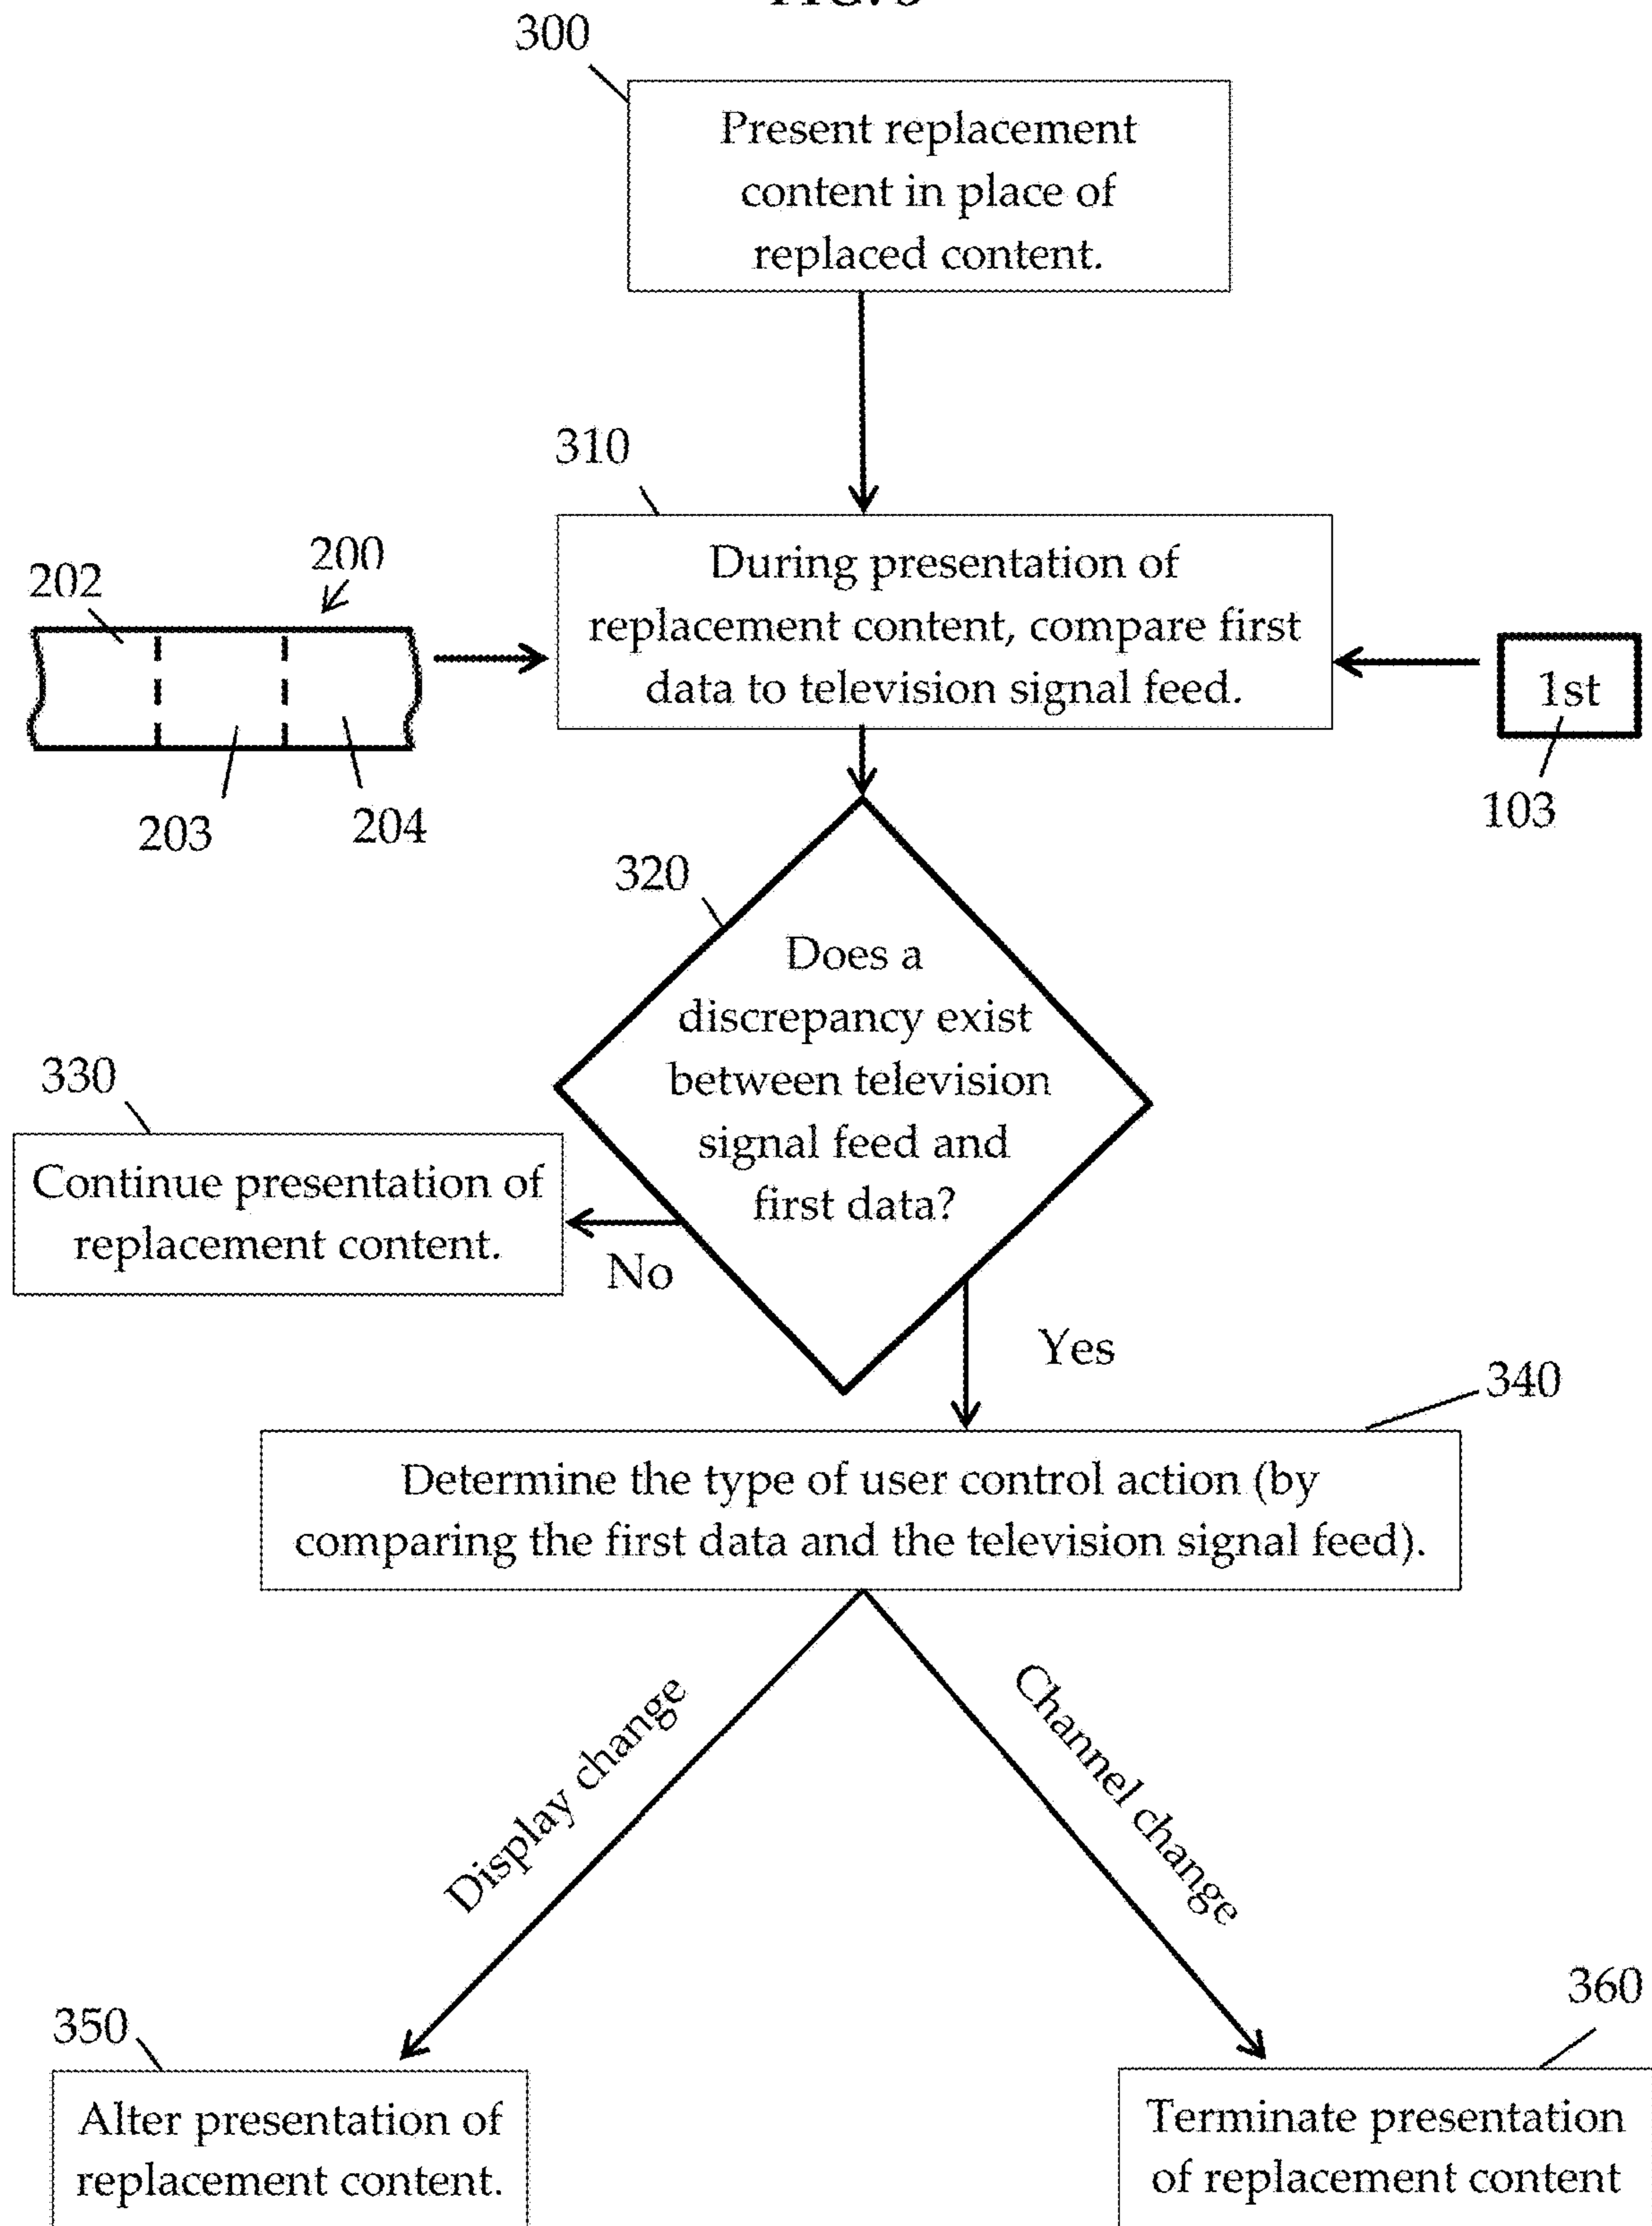 300
Present replacement
content in place of
replaced content.
310
During presentation of
replacement content, compare first
data to television signal feed.
200
202
203
204
1st
103
320
Does a
discrepancy exist
between television
signal feed and
first data?
330
Continue presentation of
replacement content.
No
Yes
340
Determine the type of user control action (by
comparing the first data and the television signal feed).
Display change
Channel change
350
Alter presentation of
replacement content.
360
Terminate presentation
of replacement content